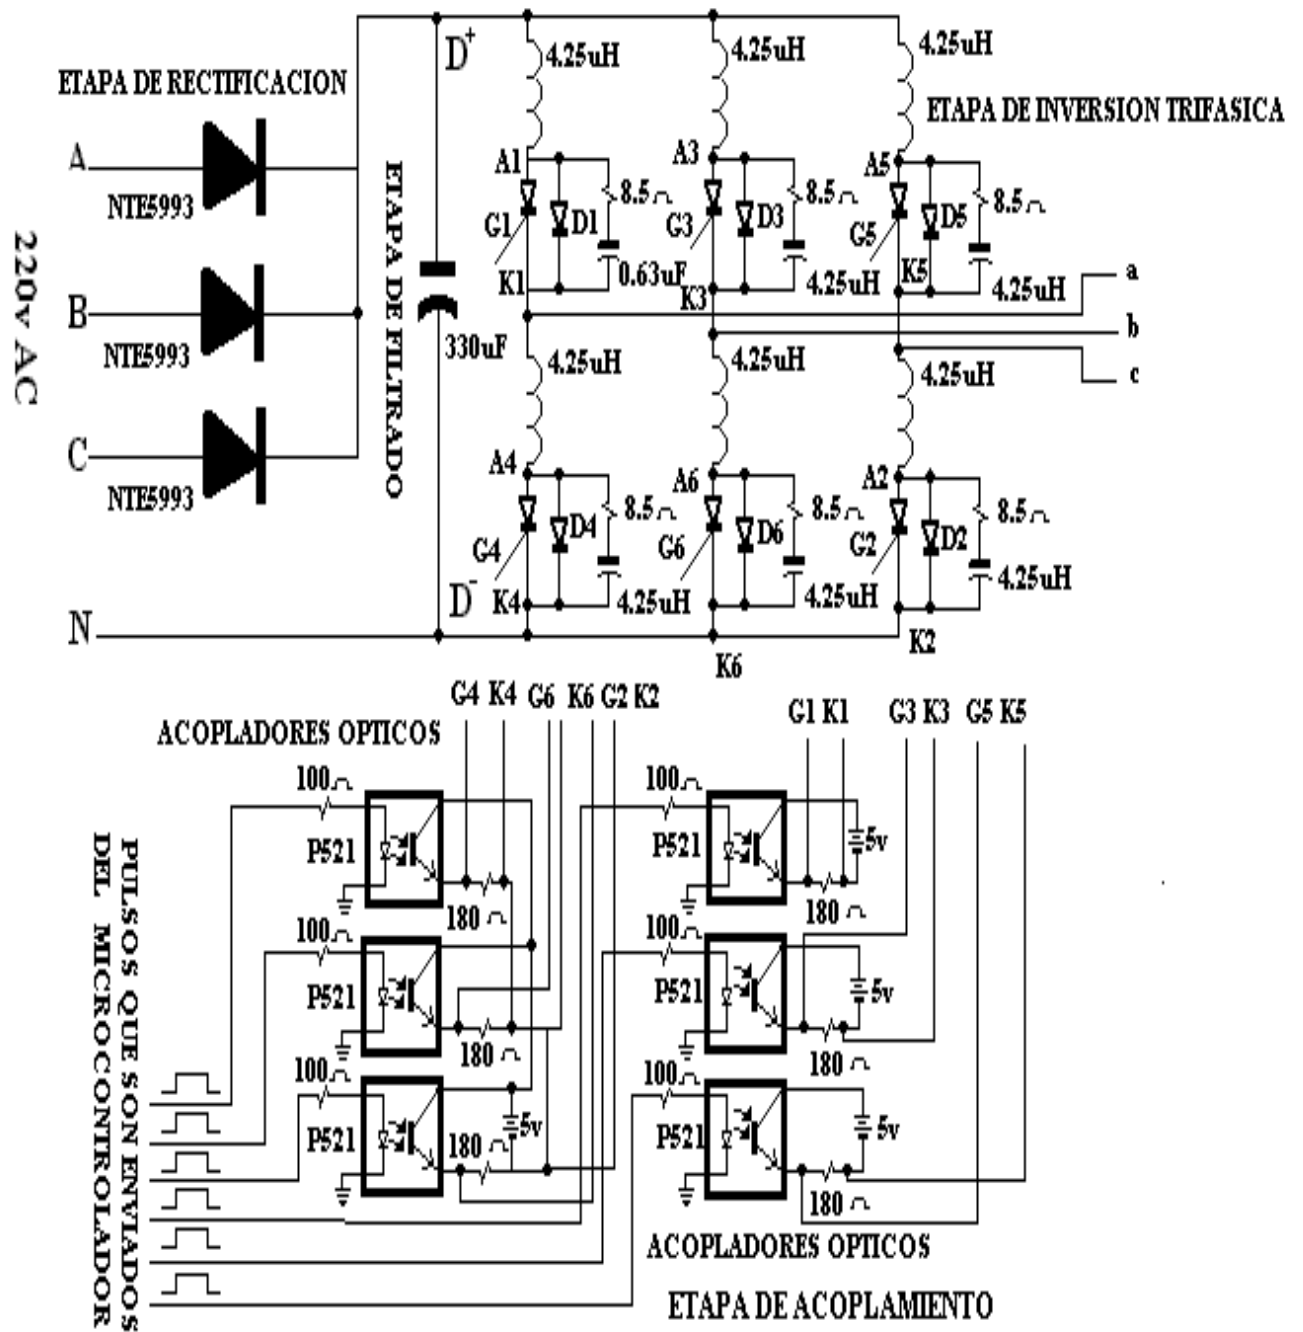 ETAPA DE RECTIFICACION
A
NTE5993
B
NTE5993
C
NTE5993
N
220v AC
ETAPA DE FILTRADO
330uF
D+
D-
ETAPA DE INVERSION TRIFASICA
4.25uH
4.25uH
4.25uH
A1
G1
K1
D1
8.5
0.63uF
A3
G3
K3
D3
8.5
4.25uH
A5
G5
K5
D5
8.5
4.25uH
a
b
c
4.25uH
4.25uH
4.25uH
A4
G4
K4
D4
8.5
4.25uH
A6
G6
K6
D6
8.5
4.25uH
A2
G2
K2
D2
8.5
4.25uH
G4 K4 G6 K6 G2 K2
G1 K1 G3 K3 G5 K5
ACOPLADORES OPTICOS
100
P521
180
100
P521
180
100
P521
180
5v
100
P521
180
5v
100
P521
180
5v
100
P521
180
5v
PULSOS QUE SON ENVIADOS
DEL MICROCONTROLADOR
ACOPLADORES OPTICOS
ETAPA DE ACOPLAMIENTO